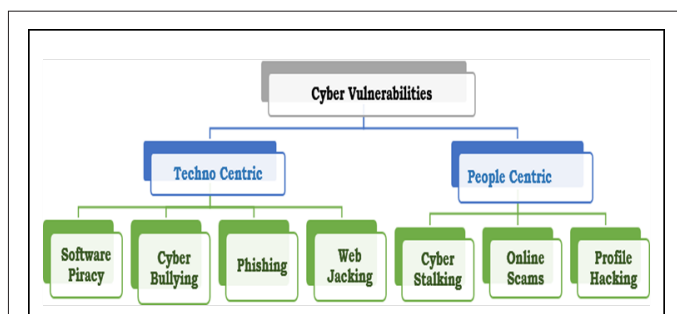 Cyber Vulnerabilities
Techno Centric
People Centric
Software
Piracy
Cyber
Bullying
Phishing
Web
Jacking
Cyber
Stalking
Online
Scams
Profile
Hacking